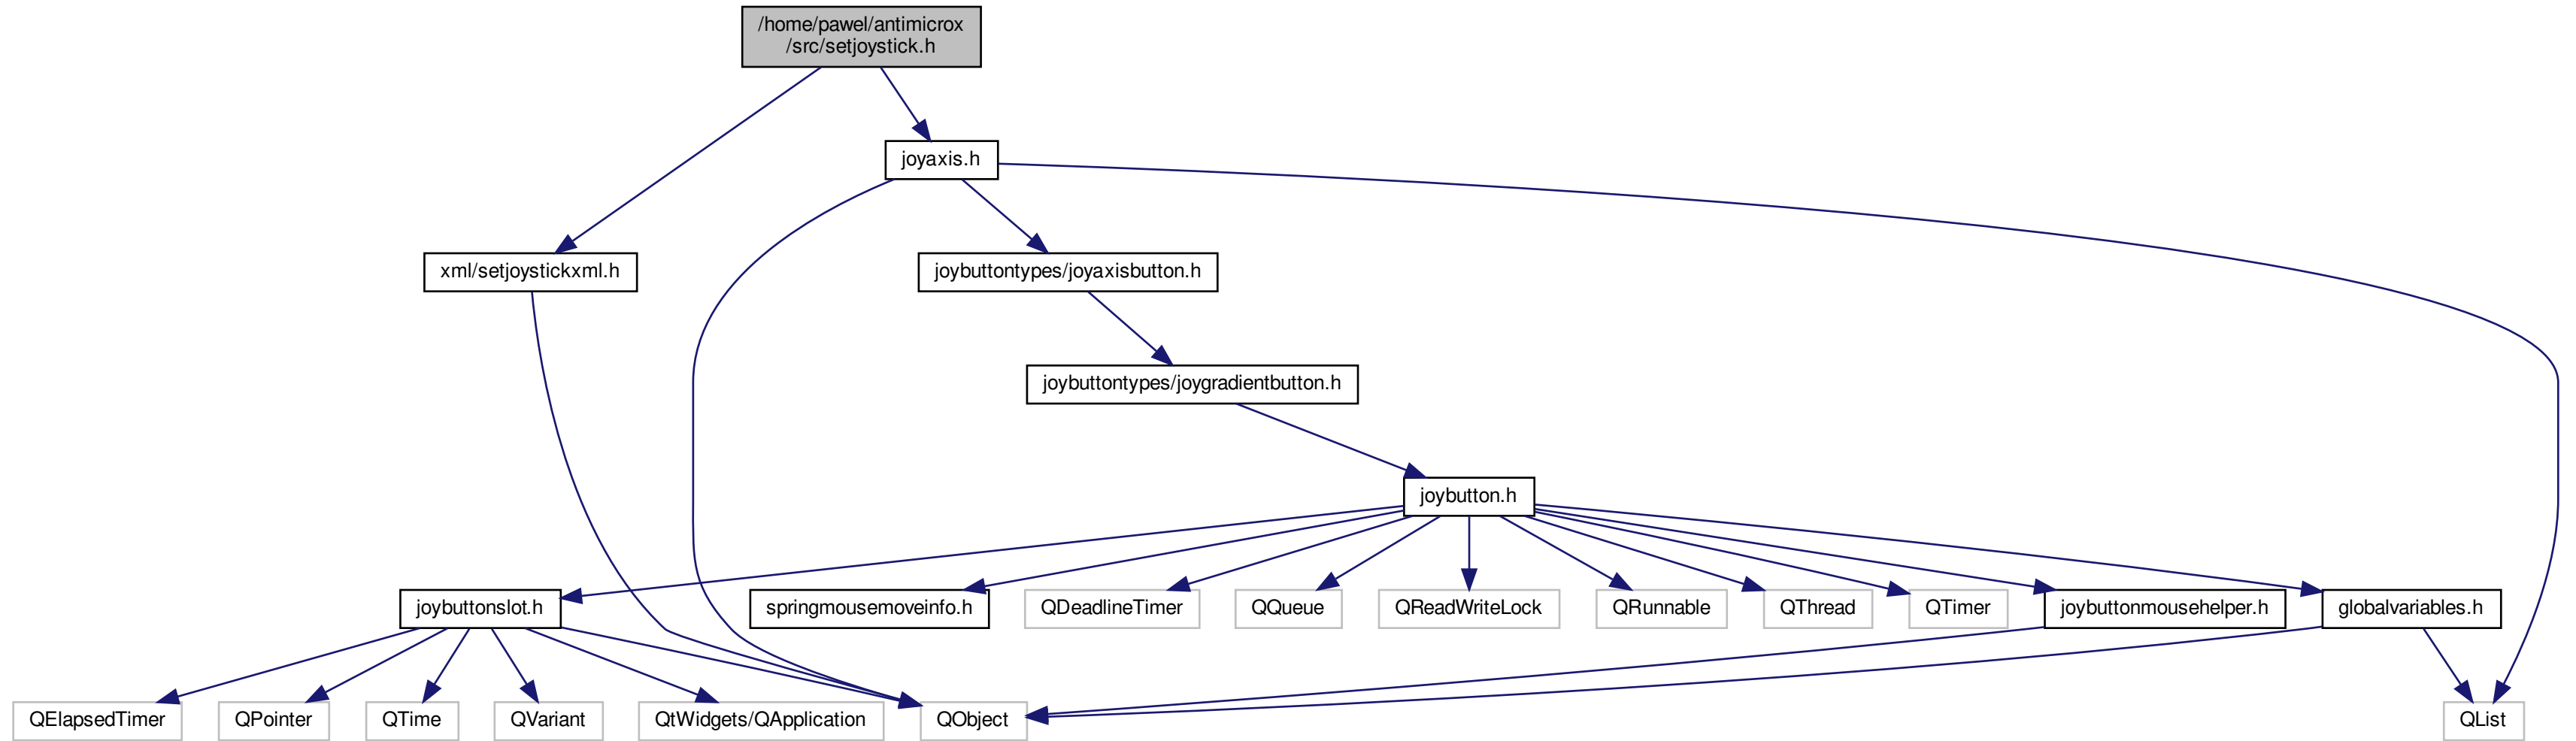 /home/pawel/antimicrox
/src/setjoystick.h
joyaxis.h
xml/setjoystickxml.h
joybuttontypes/joyaxisbutton.h
joybuttontypes/joygradientbutton.h
joybutton.h
joybuttonslot.h
springmousemoveinfo.h
QDeadlineTimer
QQueue
QReadWriteLock
QRunnable
QThread
QTimer
joybuttonmousehelper.h
globalvariables.h
QElapsedTimer
QPointer
QTime
QVariant
QtWidgets/QApplication
QObject
QList